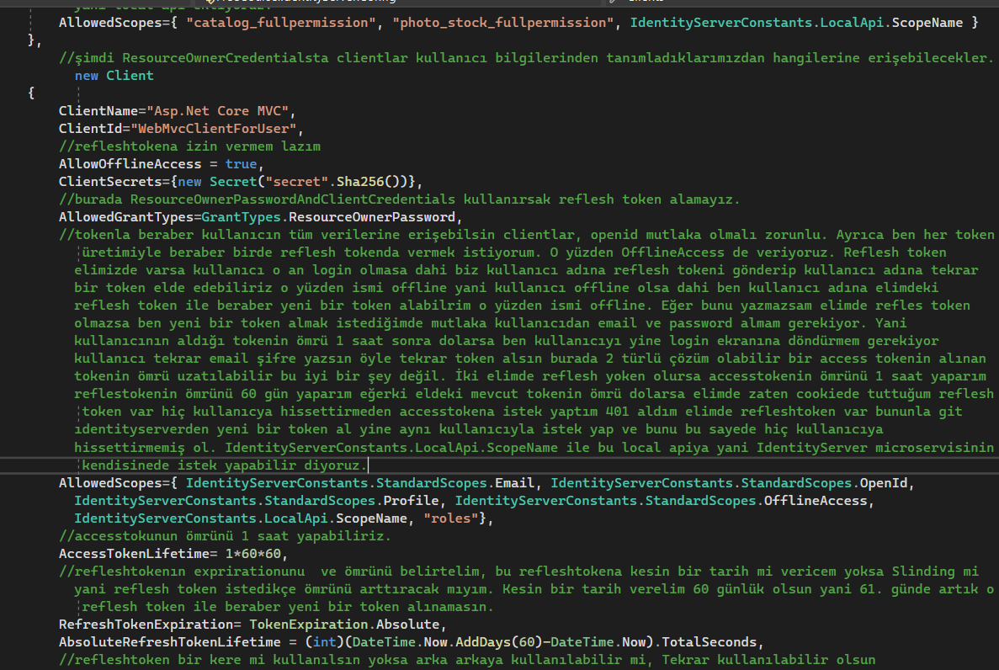 AllowedScopes={ "catalog_fullpermission", "photo_stock_fullpermission", IdentityServerConstants.LocalApi.ScopeName }
},
//şimdi ResourceOwnerCredentialsta clientlar kullanıcı bilgilerinden tanımladıklarımızdan hangilerine erişebilecekler.
new Client
{
ClientName="Asp.Net Core MVC",
ClientId="WebMvcClientForUser",
//refleshtokena izin vermem lazım
AllowOfflineAccess = true,
ClientSecrets={new Secret("secret".Sha256())},
//burada ResourceOwnerPasswordAndClientCredentials kullanırsak reflesh token alamayız.
AllowedGrantTypes=GrantTypes.ResourceOwnerPassword,
//tokenla beraber kullanıcın tüm verilerine erişebilsin clientlar, openid mutlaka olmalı zorunlu. Ayrıca ben her token
üretimiyle beraber birde reflesh tokenda vermek istiyorum. O yüzden OfflineAccess de veriyoruz. Reflesh token
elimizde varsa kullanıcı o an login olmasa dahi biz kullanıcı adına reflesh tokeni gönderip kullanıcı adına tekrar
bir token elde edebiliriz o yüzden ismi offline yani kullanıcı offline olsa dahi ben kullanıcı adına elimdeki
reflesh token ile beraber yeni bir token alabilrim o yüzden ismi offline. Eğer bunu yazmazsam elimde refles token
olmazsa ben yeni bir token almak istediğimde mutlaka kullanıcıdan email ve password almam gerekiyor. Yani
kullanıcının aldığı tokenin ömrü 1 saat sonra dolarsa ben kullanıcıyı yine login ekranına döndürmem gerekiyor
kullanıcı tekrar email şifre yazsın öyle tekrar token alsın burada 2 türlü çözüm olabilir bir access tokenin alınan
tokenin ömrü uzatılabilir bu iyi bir şey değil. İki elimde reflesh yoken olursa accesstokenin ömrünü 1 saat yaparım
reflestokenin ömrünü 60 gün yaparım eğerki eldeki mevcut tokenin ömrü dolarsa elimde zaten cookiede tuttuğum reflesh
token var hiç kullanıcya hissettirmeden accesstokena istek yaptım 401 aldım elimde refleshtoken var bununla git
ıdentityserverden yeni bir token al yine aynı kullanıcıyla istek yap ve bunu bu sayede hiç kullanıcıya
hissettirmemiş ol. IdentityServerConstants.LocalApi.ScopeName ile bu local apiya yani IdentityServer microservisinin
kendisinede istek yapabilir diyoruz.
AllowedScopes={ IdentityServerConstants.StandardScopes.Email, IdentityServerConstants.StandardScopes.OpenId,
IdentityServerConstants.StandardScopes.Profile, IdentityServerConstants.StandardScopes.OfflineAccess,
IdentityServerConstants.LocalApi.ScopeName, "roles"},
//accesstokunun ömrünü 1 saat yapabiliriz.
AccessTokenLifetime= 1*60*60,
//refleshtokenın exprirationunu  ve ömrünü belirtelim, bu refleshtokena kesin bir tarih mi vericem yoksa Slinding mi
yani reflesh token istedikçe ömrünü arttıracak mıyım. Kesin bir tarih verelim 60 günlük olsun yani 61. günde artık o
reflesh token ile beraber yeni bir token alınamasın.
RefreshTokenExpiration= TokenExpiration.Absolute,
AbsoluteRefreshTokenLifetime = (int)(DateTime.Now.AddDays(60)-DateTime.Now).TotalSeconds,
//refleshtoken bir kere mi kullanılsın yoksa arka arkaya kullanılabilir mi, Tekrar kullanılabilir olsun